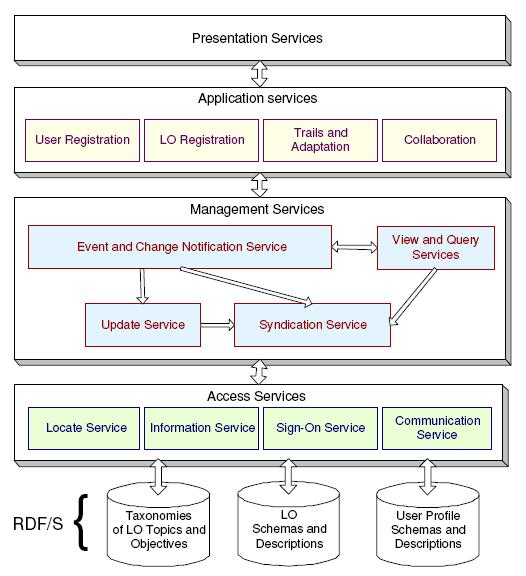 Presentation Services
Application services
User Registration
LO Registration
Trails and
Adaptation
Collaboration
Management Services
Event and Change Notification Service
View and Query
Services
Update Service
Syndication Service
Access Services
Locate Service
Information Service
Sign-On Service
Communication
Service
RDF/S
Taxonomies
of LO Topics and
Objectives
LO
Schemas and
Descriptions
User Profile
Schemas and
Descriptions